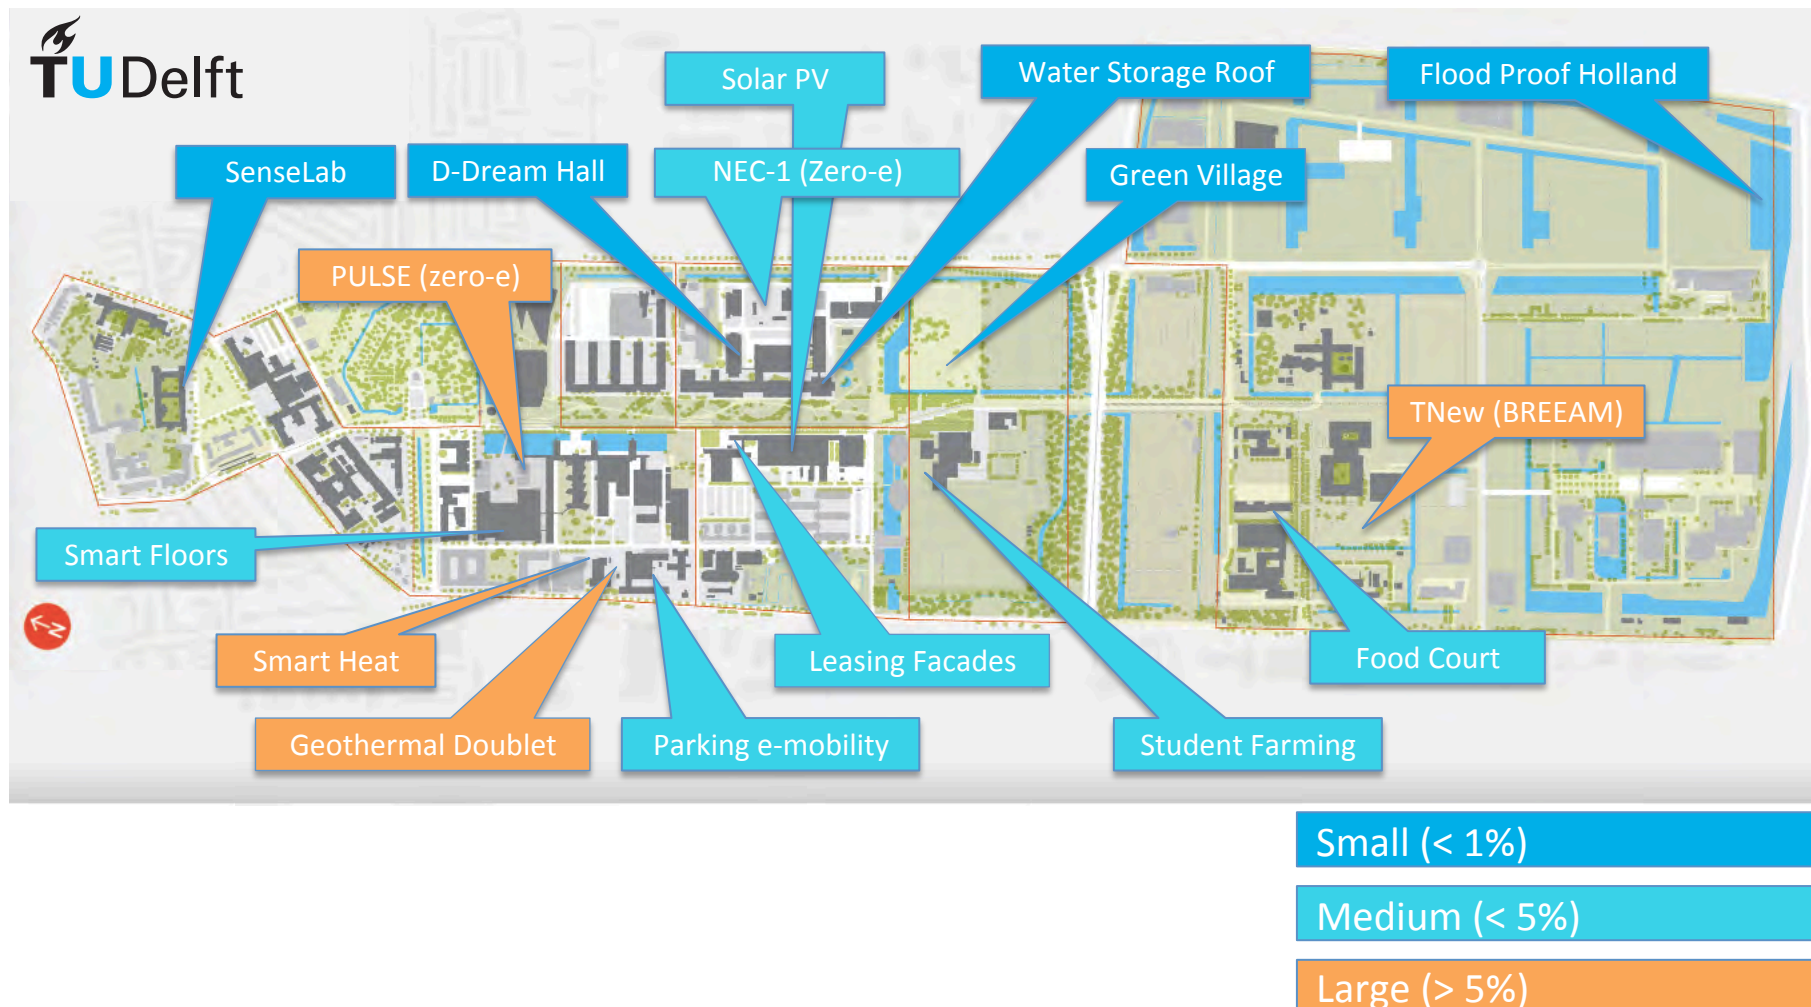 TUDelft
Solar PV
Water Storage Roof
Flood Proof Holland
SenseLab
D-Dream Hall
NEC-1 (Zero-e)
Green Village
PULSE (zero-e)
TNew (BREEAM)
Smart Floors
N
Smart Heat
Leasing Facades
Food Court
Geothermal Doublet
Parking e-mobility
Student Farming
Small (< 1%)
Medium (< 5%)
Large (> 5%)